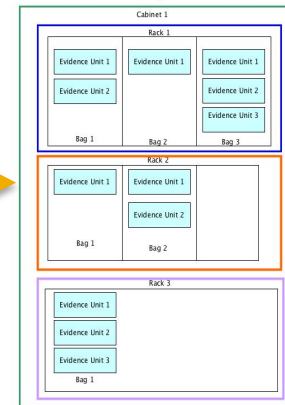 Cabinet 1
Rack 1
Evidence Unit 1
Evidence Unit 2
Bag 1
Evidence Unit 1
Bag 2
Evidence Unit 1
Evidence Unit 2
Evidence Unit 3
Bag 3
Rack 2
Evidence Unit 1
Bag 1
Evidence Unit 1
Evidence Unit 2
Bag 2
Rack 3
Evidence Unit 1
Evidence Unit 2
Evidence Unit 3
Bag 1